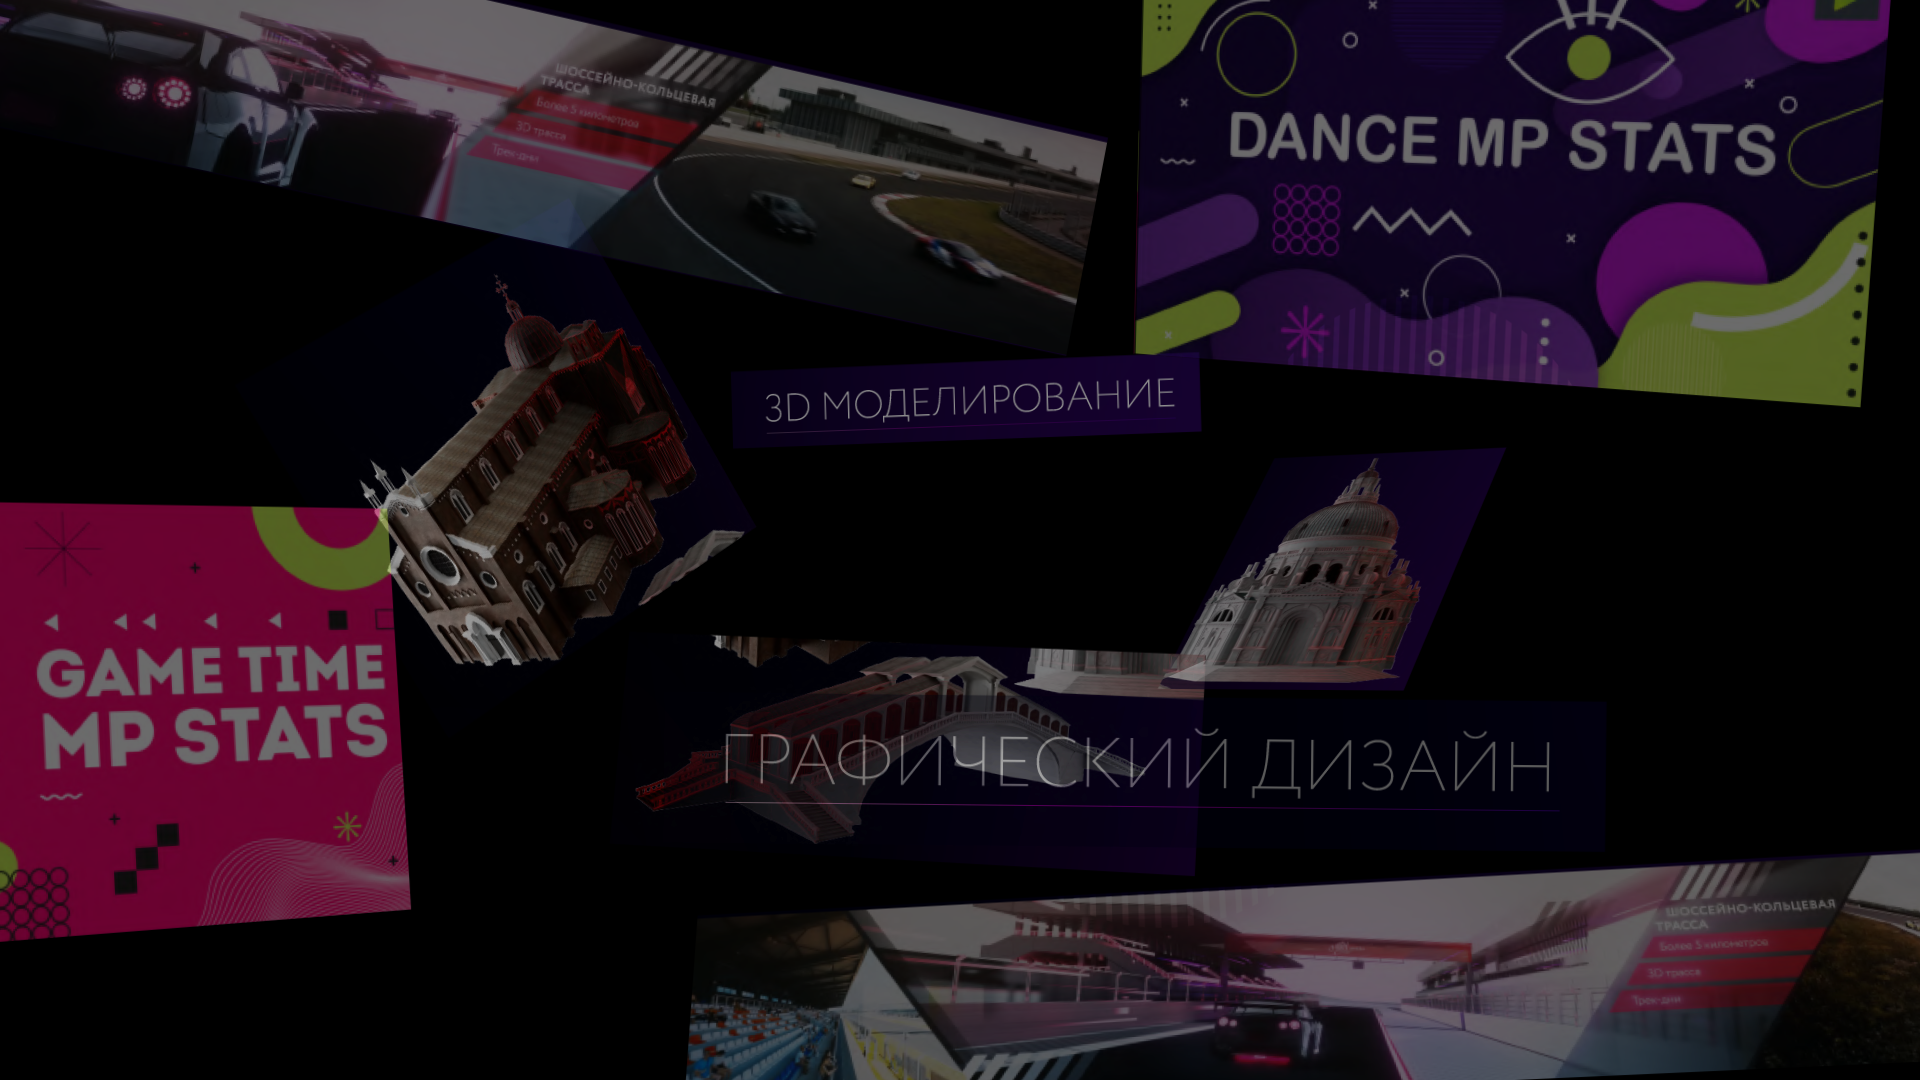 ШОССЕЙНО-КОЛЬЦЕВАЯ
ТРАССА
Более 5 километров
3D трасса
Трек-дни
DANCE MP STATS
3D МОДЕЛИРОВАНИЕ
GAME TIME
MP STATS
ГРАФИЧЕСКИЙ ДИЗАЙН
ШОССЕЙНО-КОЛЬЦЕВАЯ
ТРАССА
Более 5 километров
3D трасса
Трек-дни